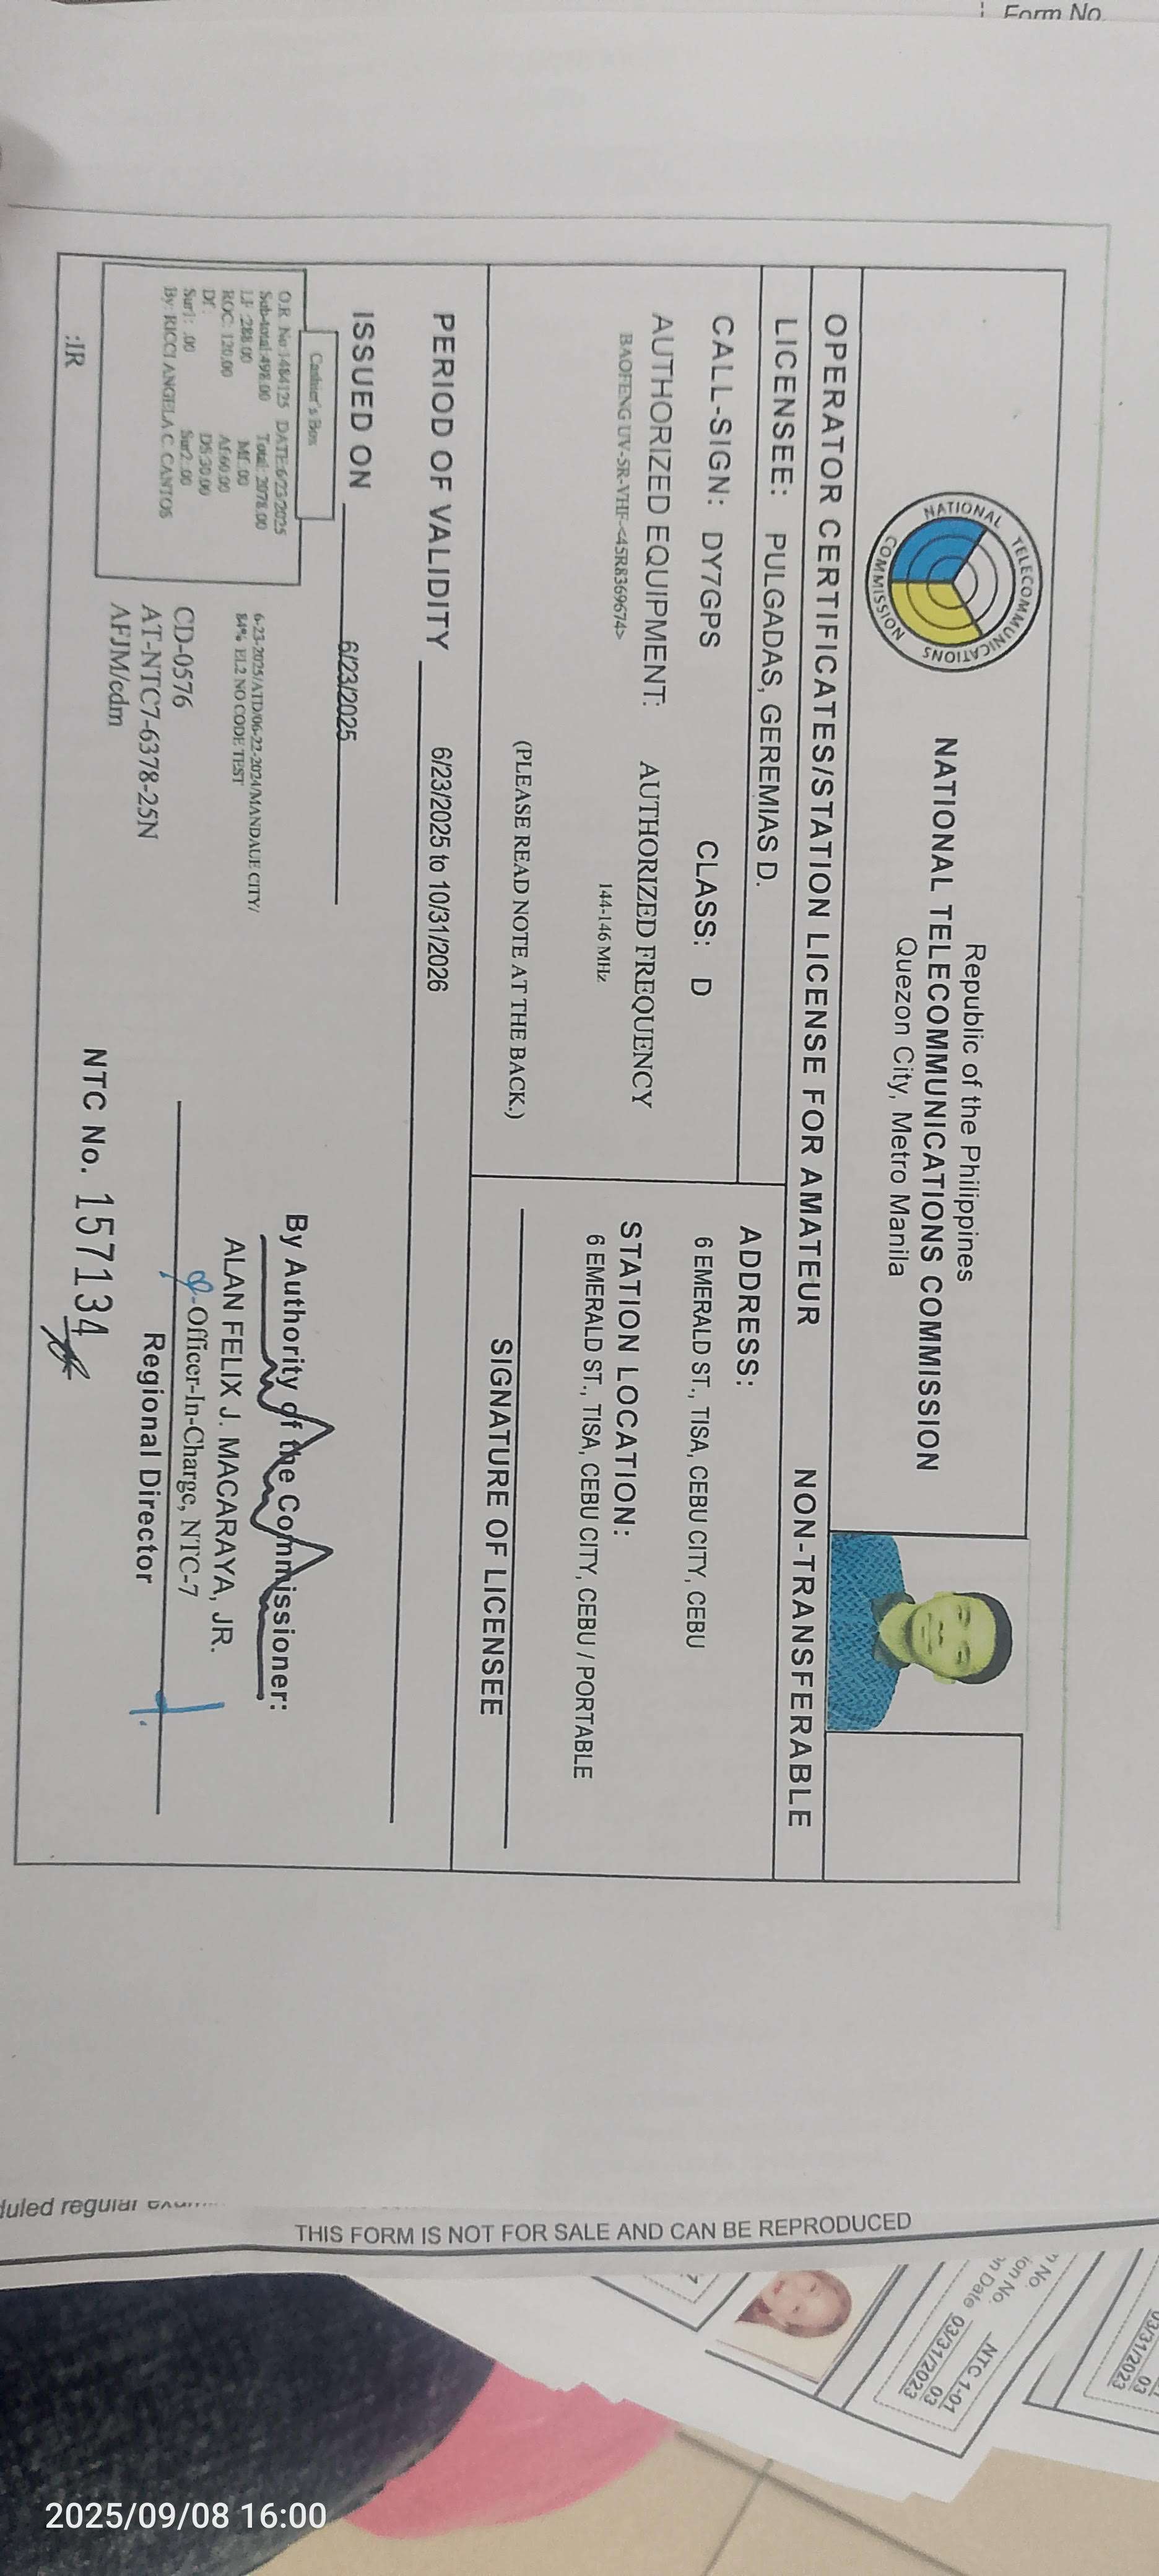 Form No.
Republic of the Philippines
NATIONAL TELECOMMUNICATIONS COMMISSION
Quezon City, Metro Manila
NATIONAL TELECOMMUNICATIONS COMMISSION
OPERATOR CERTIFICATES/STATION LICENSE FOR AMATEUR NON-TRANSFERABLE
LICENSEE: PULGADAS, GEREMIAS D.
CALL-SIGN: DY7GPS CLASS: D
AUTHORIZED EQUIPMENT: AUTHORIZED FREQUENCY
BAOFENG UV-5R-VHF-<45R8369674> 144-146 MHz
(PLEASE READ NOTE AT THE BACK.)
ADDRESS:
6 EMERALD ST., TISA, CEBU CITY, CEBU
STATION LOCATION:
6 EMERALD ST., TISA, CEBU CITY, CEBU / PORTABLE
SIGNATURE OF LICENSEE
PERIOD OF VALIDITY 6/23/2025 to 10/31/2026
ISSUED ON 6/23/2025
Cashier's Box
O.R. No:1484125 DATE:6/23/2025
Sub-total:498.00 Total: 2078.00
LF: 288.00 Mf: .00
ROC: 120.00 Af:60.00
Df: DS:30.00
Sur1: .00 Sur2: .00
By: RICCI ANGELA C. CANTOS
:IR
6-23-2025/ATD/06-22-2024/MANDAUE CITY/
84% EL2 NO CODE TEST
CD-0576
AT-NTC7-6378-25N
AFJM/cdm
By Authority of the Commissioner:
ALAN FELIX J. MACARAYA, JR.
Officer-In-Charge, NTC-7
Regional Director
NTC No. 157134
duled regular
THIS FORM IS NOT FOR SALE AND CAN BE REPRODUCED
No.
ion No.
n Date
NTC 1-01
03
03/31/2023
03
03/31/2023
2025/09/08 16:00